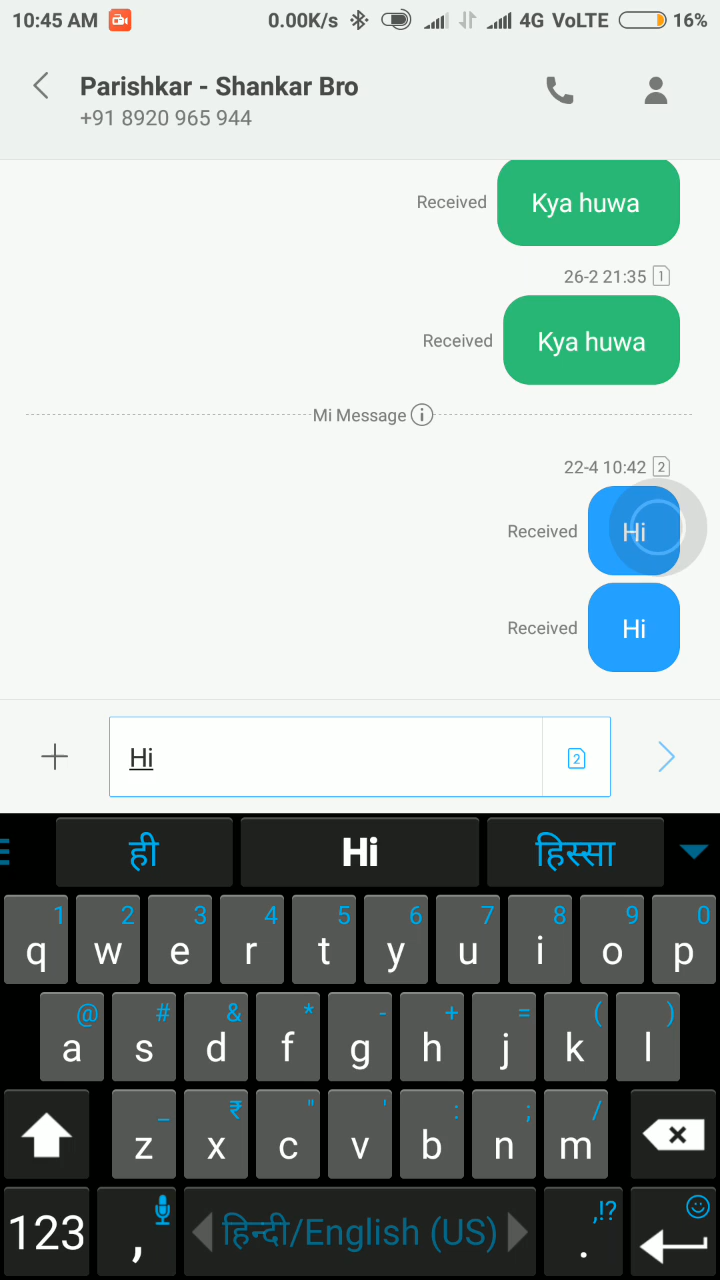 10:45 AM 0.00K/s 4G VoLTE 16%
Parishkar - Shankar Bro
+91 8920 965 944
Received Kya huwa
26-2 21:35 1
Received Kya huwa
Mi Message i
22-4 10:42 2
Received Hi
Received Hi
Hi 2
ही Hi हिस्सा
1 2 3 4 5 6 7 8 9 0
q w e r t y u i o p
@ # & * - + = ( )
a s d f g h j k l
_ ₹ " ' : ; /
z x c v b n m
123 , हिन्दी/English (US) ,!? .